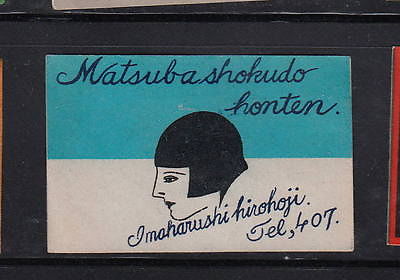 Matsubashokudo
honten.
Imaharushi hirohoji.
Tel, 407.